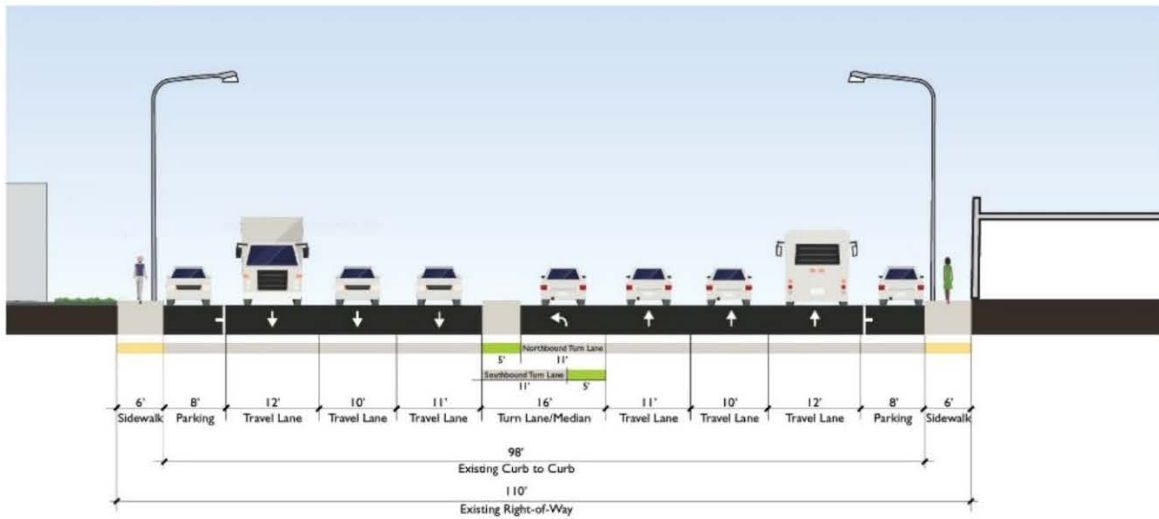 5' Northbound Turn Lane
11'
Southbound Turn Lane
11' 5'
6' 8' 12' 10' 11' 16' 11' 10' 12' 8' 6'
Sidewalk Parking Travel Lane Travel Lane Travel Lane Turn Lane/Median Travel Lane Travel Lane Travel Lane Parking Sidewalk
98'
Existing Curb to Curb
110'
Existing Right-of-Way